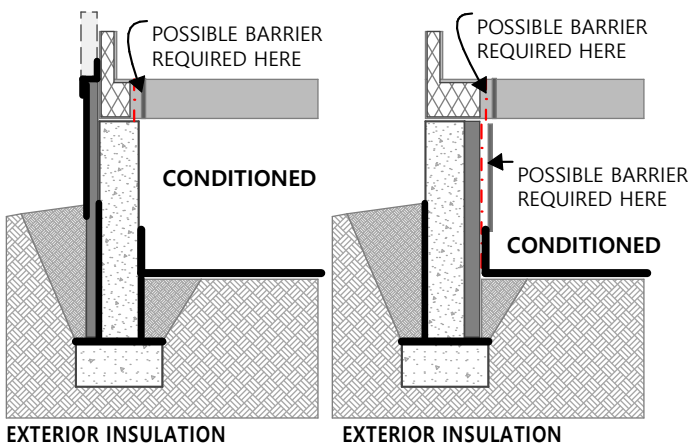 POSSIBLE BARRIER
REQUIRED HERE
CONDITIONED
EXTERIOR INSULATION
POSSIBLE BARRIER
REQUIRED HERE
POSSIBLE BARRIER
REQUIRED HERE
CONDITIONED
EXTERIOR INSULATION